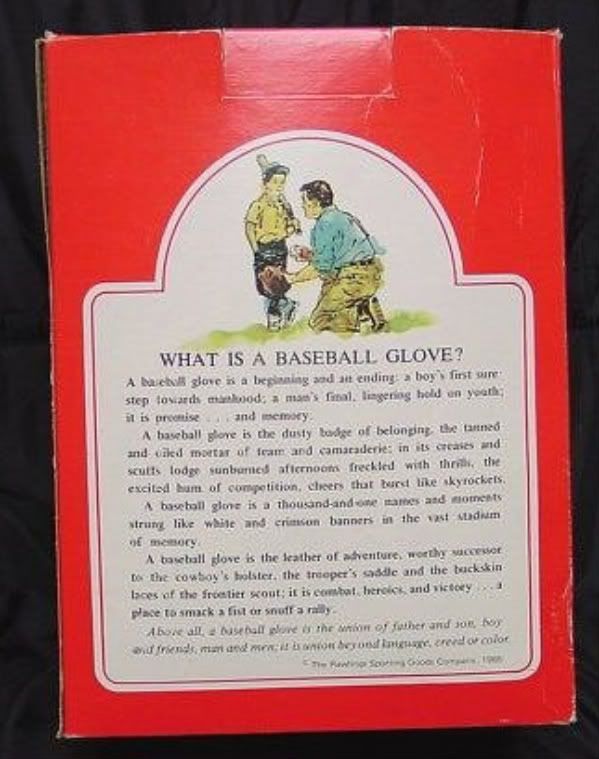 WHAT IS A BASEBALL GLOVE?
A baseball glove is a beginning and an ending: a boy's first sure
step towards manhood; a man's final, lingering hold on youth;
it is promise . . . and memory.
A baseball glove is the dusty badge of belonging, the tanned
and oiled mortar of team and camaraderie; in its creases and
scuffs lodge sunburned afternoons freckled with thrills, the
excited hum of competition, cheers that burst like skyrockets.
A baseball glove is a thousand-and-one names and moments
strung like white and crimson banners in the vast stadium
of memory.
A baseball glove is the leather of adventure, worthy successor
to the cowboy's holster, the trooper's saddle and the buckskin
laces of the frontier scout; it is combat, heroics, and victory . . . a
place to smack a fist or snuff a rally.
Above all, a baseball glove is the union of father and son, boy
and friends, man and men; it is union beyond language, creed or color.
© The Rawlings Sporting Goods Company,